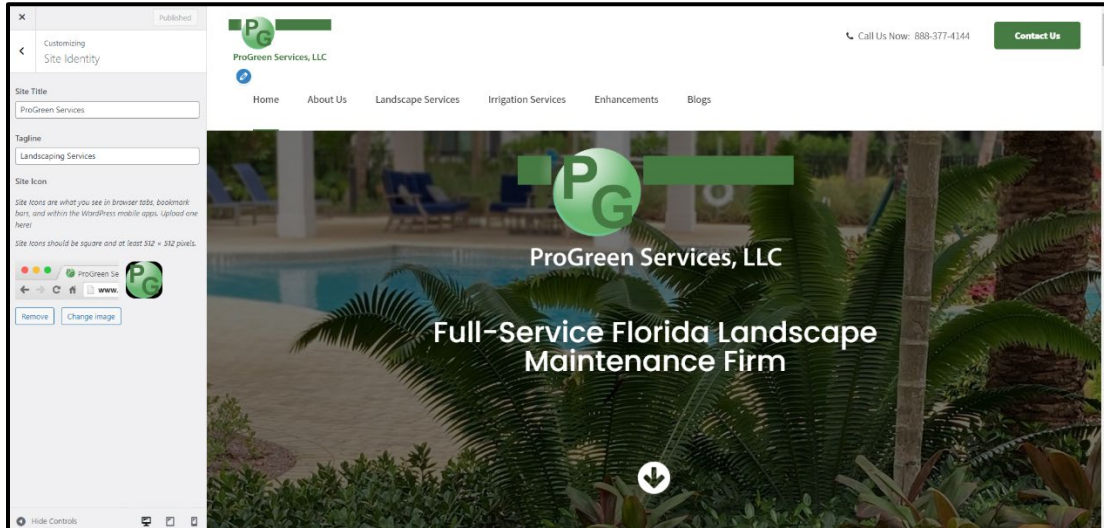 Published
Customizing
Site Identity
Site Title
ProGreen Services
Tagline
Landscaping Services
Site Icon
Site Icons are what you see in browser tabs, bookmark
bars, and within the WordPress mobile apps. Upload one
here!
Site Icons should be square and at least 512 × 512 pixels.
ProGreen Se
www.
PG
Remove
Change image
Hide Controls
PG
ProGreen Services, LLC
Call Us Now: 888-377-4144
Contact Us
Home
About Us
Landscape Services
Irrigation Services
Enhancements
Blogs
PG
ProGreen Services, LLC
Full-Service Florida Landscape
Maintenance Firm